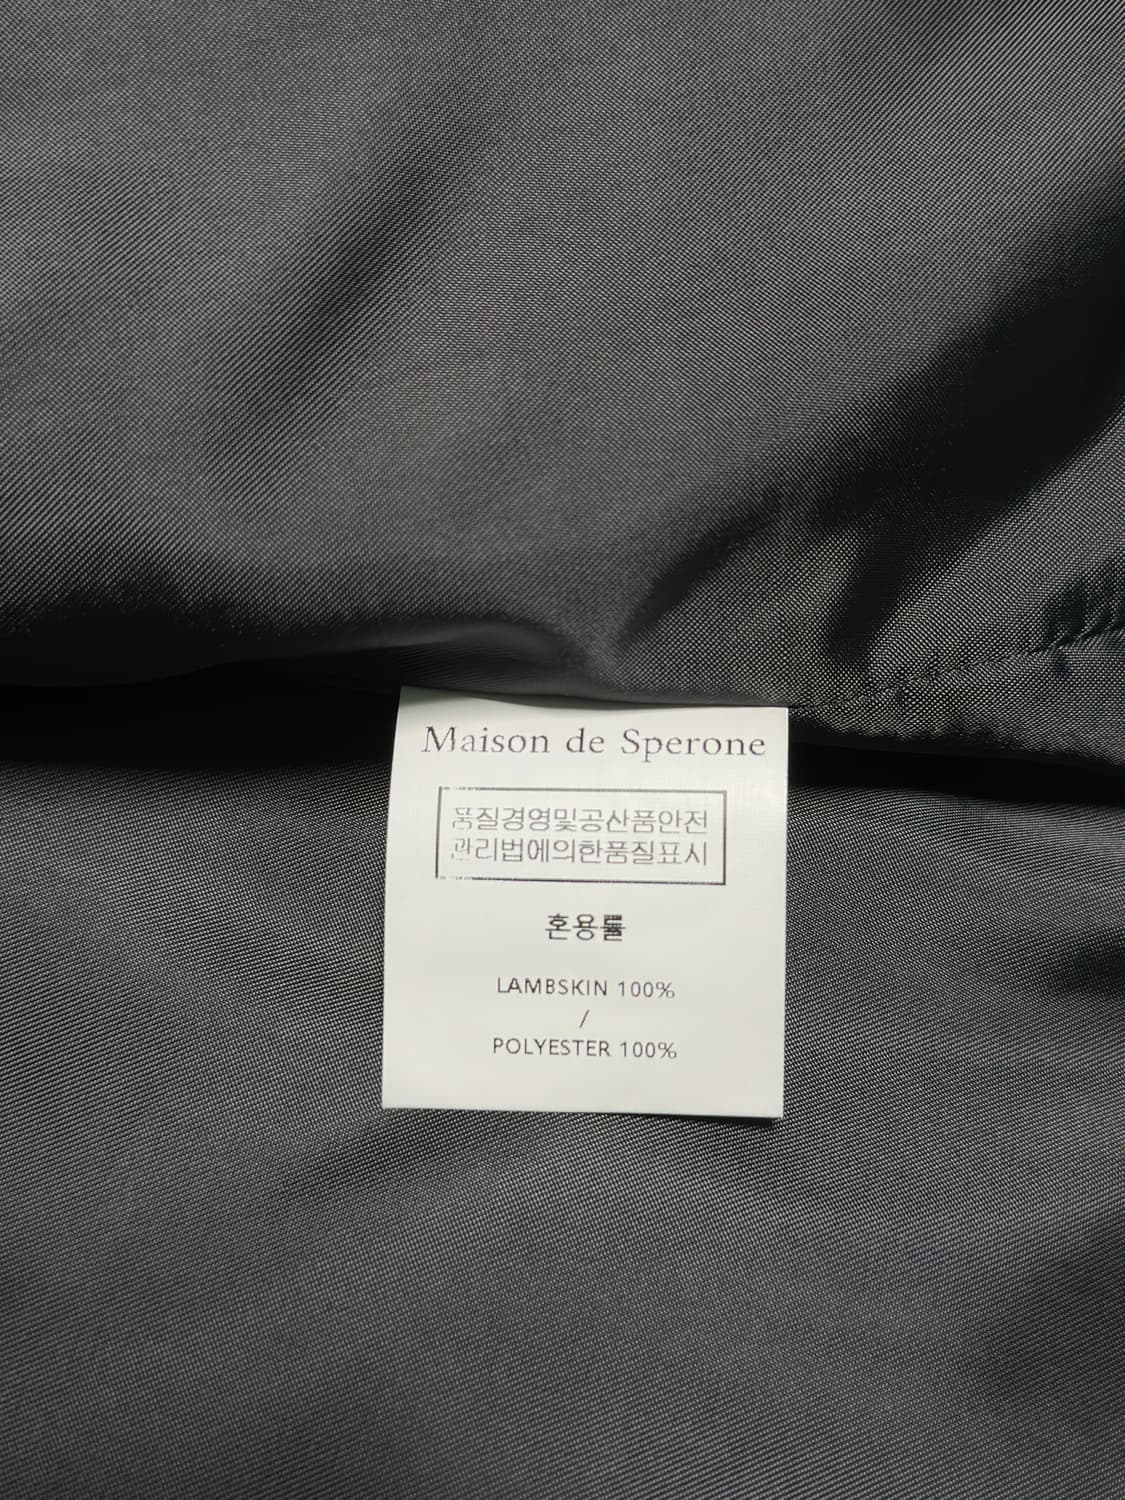 Maison de Sperone
품질경영및공산품안전
관리법에의한품질표시
혼용률
LAMBSKIN 100%
/
POLYESTER 100%